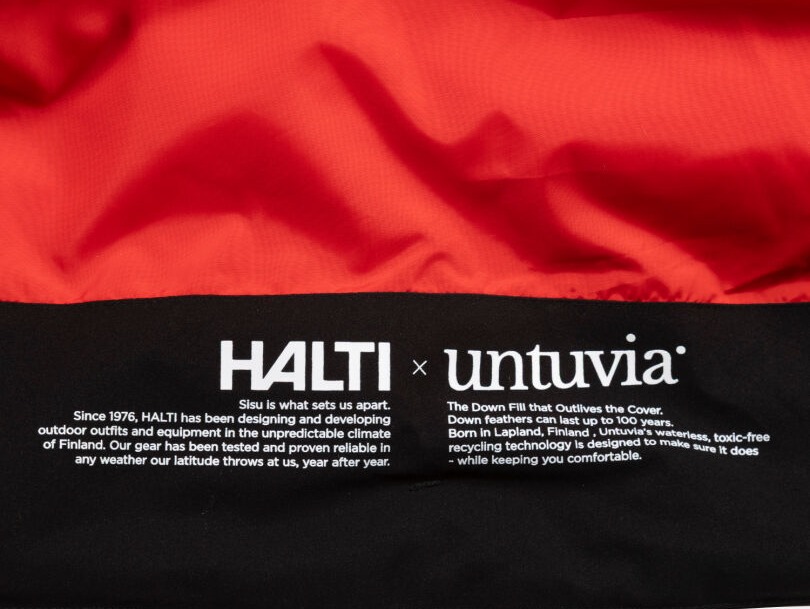 HALTI × untuvia
Sisu is what sets us apart.
Since 1976, HALTI has been designing and developing
outdoor outfits and equipment in the unpredictable climate
of Finland. Our gear has been tested and proven reliable in
any weather our latitude throws at us, year after year.
The Down Fill that Outlives the Cover.
Down feathers can last up to 100 years.
Born in Lapland, Finland , Untuvia's waterless, toxic-free
recycling technology is designed to make sure it does
- while keeping you comfortable.